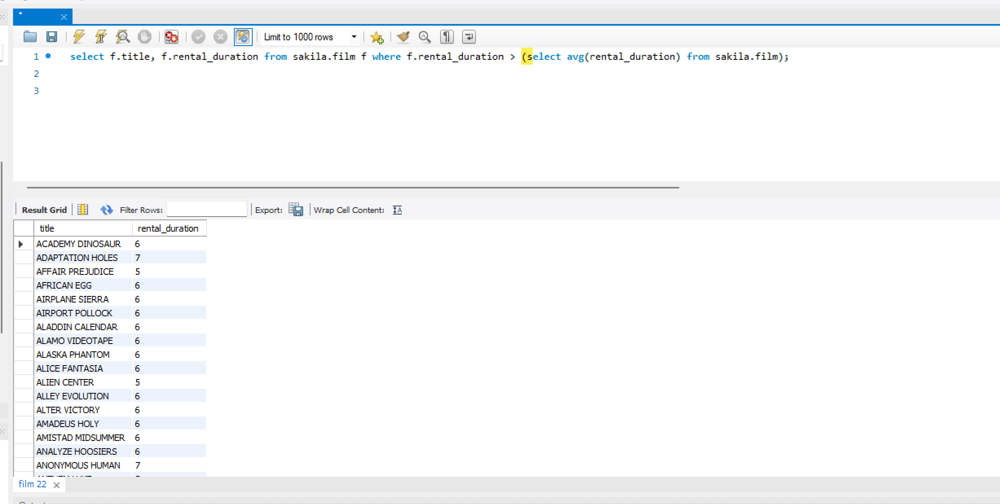 *
Limit to 1000 rows
1 select f.title, f.rental_duration from sakila.film f where f.rental_duration > (select avg(rental_duration) from sakila.film);
2
3
Result Grid Filter Rows: Export: Wrap Cell Content:
title rental_duration
ACADEMY DINOSAUR 6
ADAPTATION HOLES 7
AFFAIR PREJUDICE 5
AFRICAN EGG 6
AIRPLANE SIERRA 6
AIRPORT POLLOCK 6
ALADDIN CALENDAR 6
ALAMO VIDEOTAPE 6
ALASKA PHANTOM 6
ALICE FANTASIA 6
ALIEN CENTER 5
ALLEY EVOLUTION 6
ALTER VICTORY 6
AMADEUS HOLY 6
AMISTAD MIDSUMMER 6
ANALYZE HOOSIERS 6
ANONYMOUS HUMAN 7
film 22